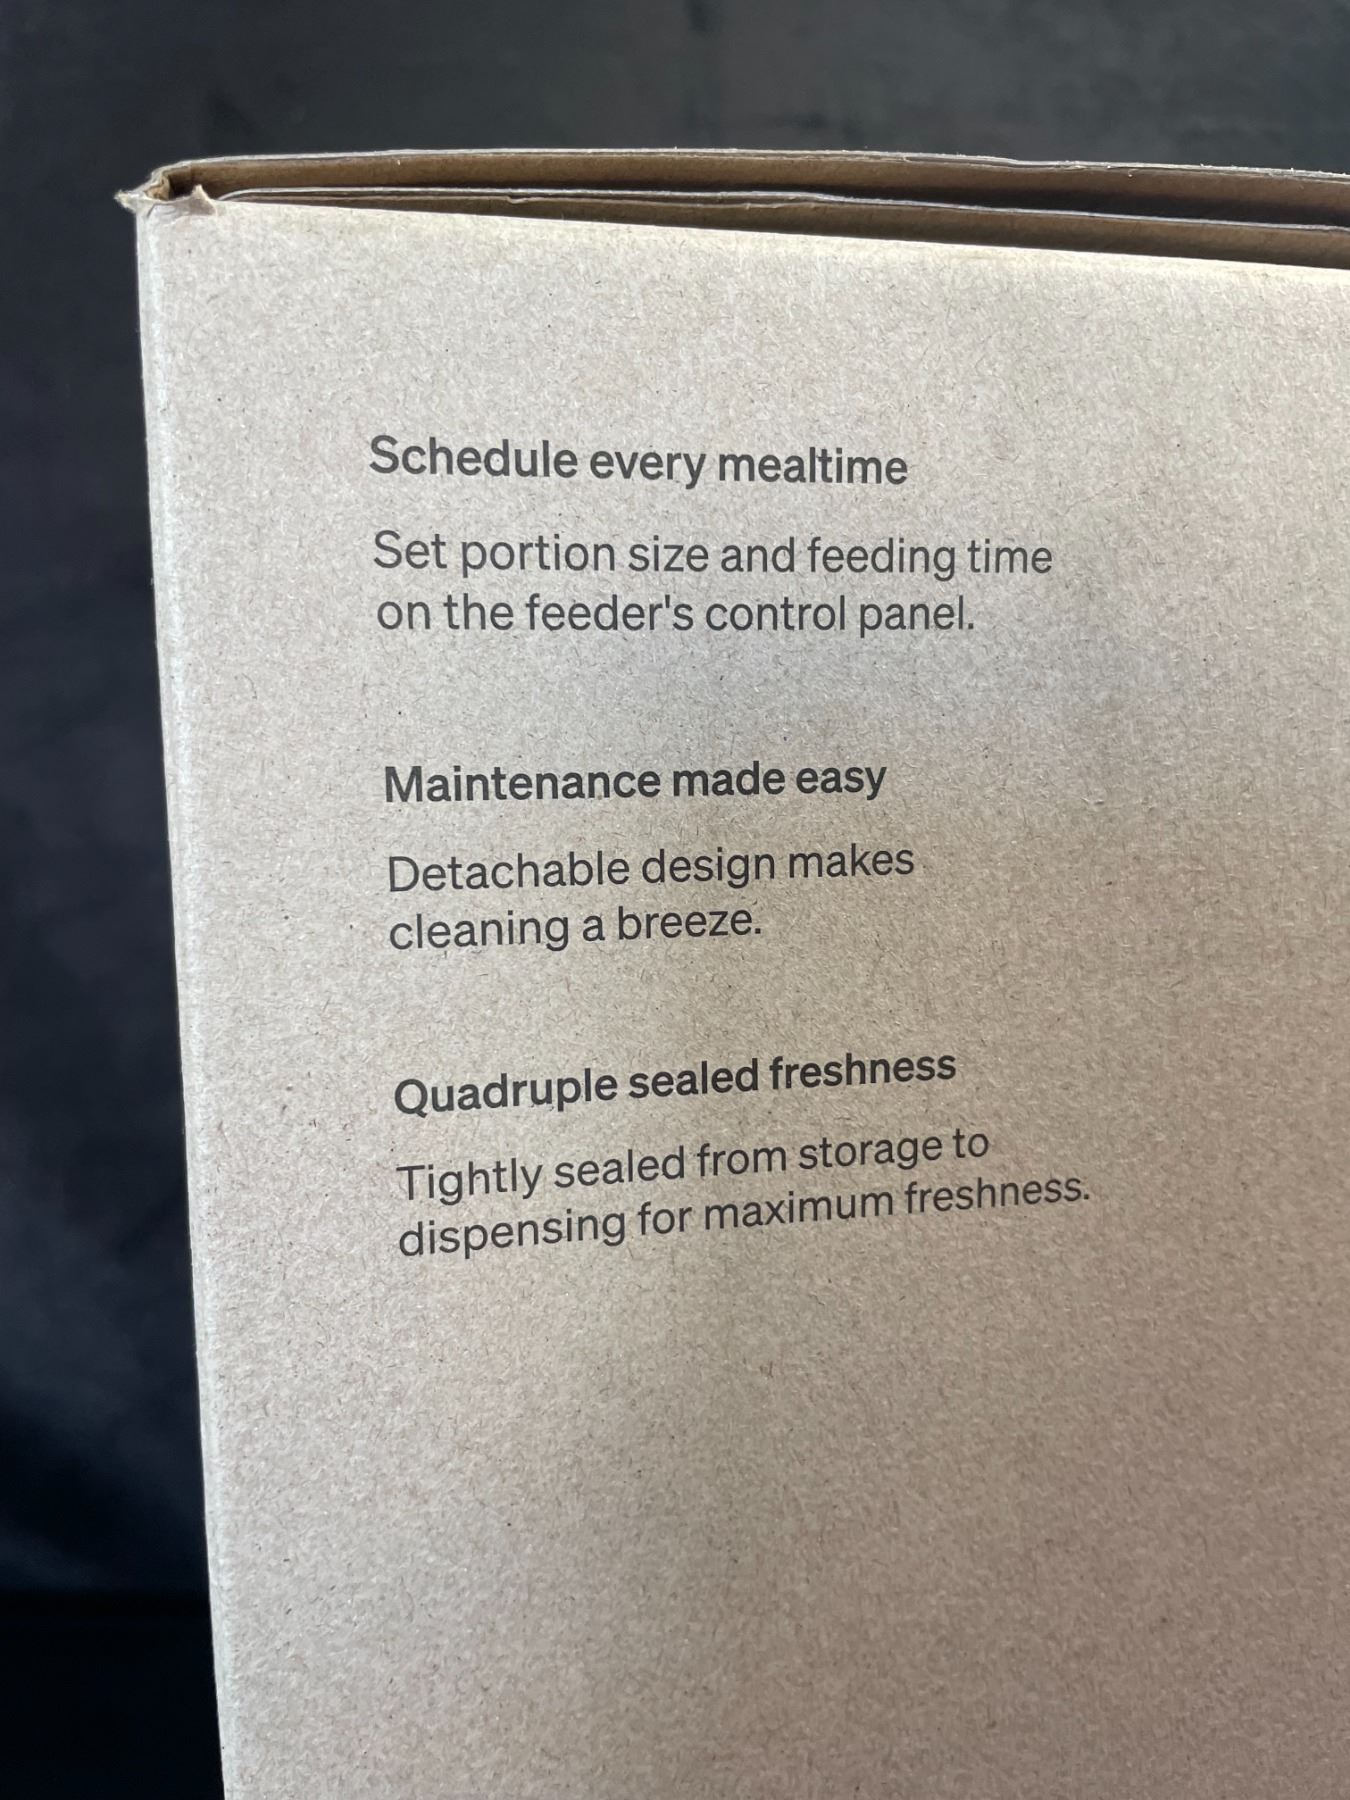 Schedule every mealtime
Set portion size and feeding time
on the feeder's control panel.
Maintenance made easy
Detachable design makes
cleaning a breeze.
Quadruple sealed freshness
Tightly sealed from storage to
dispensing for maximum freshness.